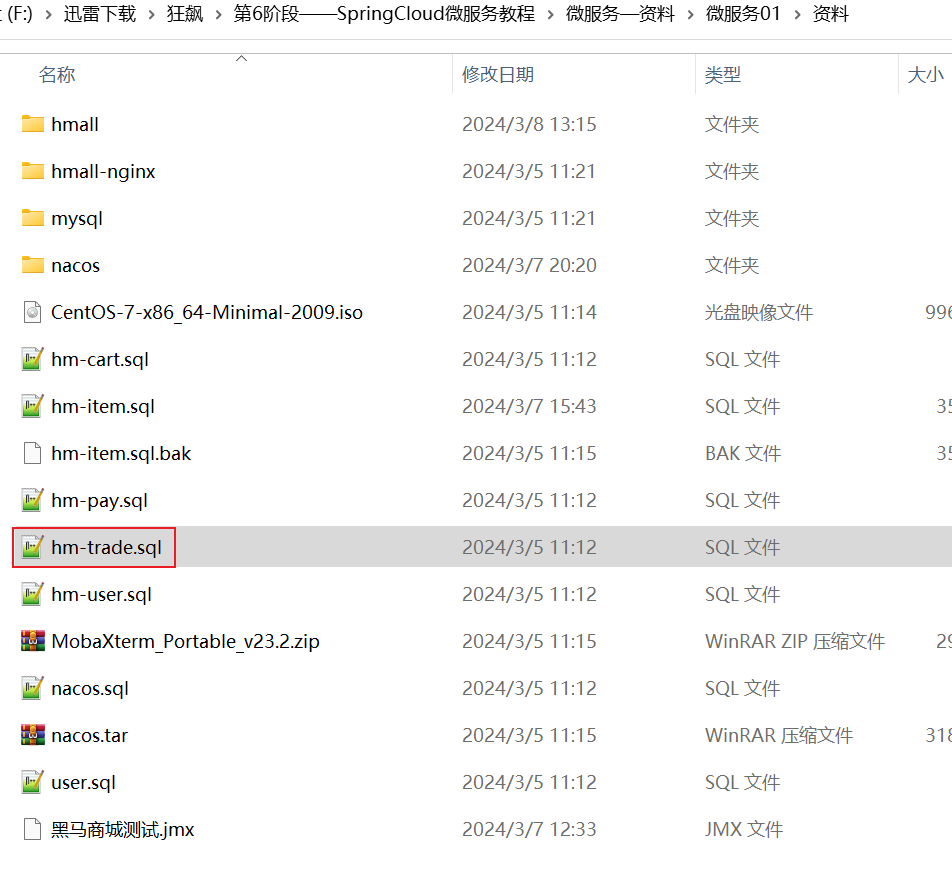 (F:) › 迅雷下载 › 狂飙 › 第6阶段——SpringCloud微服务教程 › 微服务—资料 › 微服务01 › 资料
名称 修改日期 类型 大小
hmall 2024/3/8 13:15 文件夹
hmall-nginx 2024/3/5 11:21 文件夹
mysql 2024/3/5 11:21 文件夹
nacos 2024/3/7 20:20 文件夹
CentOS-7-x86_64-Minimal-2009.iso 2024/3/5 11:14 光盘映像文件 996
hm-cart.sql 2024/3/5 11:12 SQL 文件
hm-item.sql 2024/3/7 15:43 SQL 文件 35
hm-item.sql.bak 2024/3/5 11:15 BAK 文件 35
hm-pay.sql 2024/3/5 11:12 SQL 文件
hm-trade.sql 2024/3/5 11:12 SQL 文件
hm-user.sql 2024/3/5 11:12 SQL 文件
MobaXterm_Portable_v23.2.zip 2024/3/5 11:15 WinRAR ZIP 压缩文件 29
nacos.sql 2024/3/5 11:12 SQL 文件
nacos.tar 2024/3/5 11:15 WinRAR 压缩文件 318
user.sql 2024/3/5 11:12 SQL 文件
黑马商城测试.jmx 2024/3/7 12:33 JMX 文件